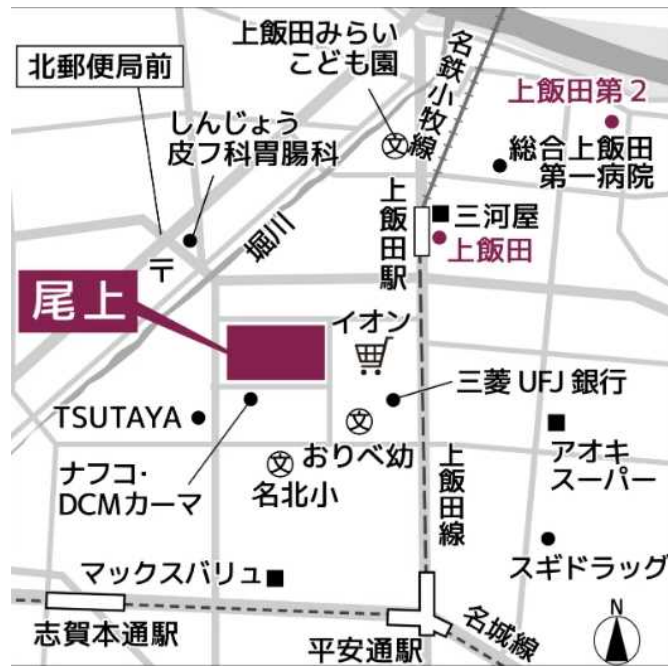 上飯田みらい
こども園
名鉄小牧線
北郵便局前
上飯田第2
しんじょう
皮フ科胃腸科
総合上飯田
第一病院
堀川
上飯田駅
三河屋
上飯田
〒
尾上
イオン
三菱UFJ銀行
TSUTAYA
文
文
文
おりべ幼
アオキ
スーパー
ナフコ・
DCMカーマ
名北小
上飯田線
マックスバリュ
スギドラッグ
志賀本通駅
平安通駅
名城線
N